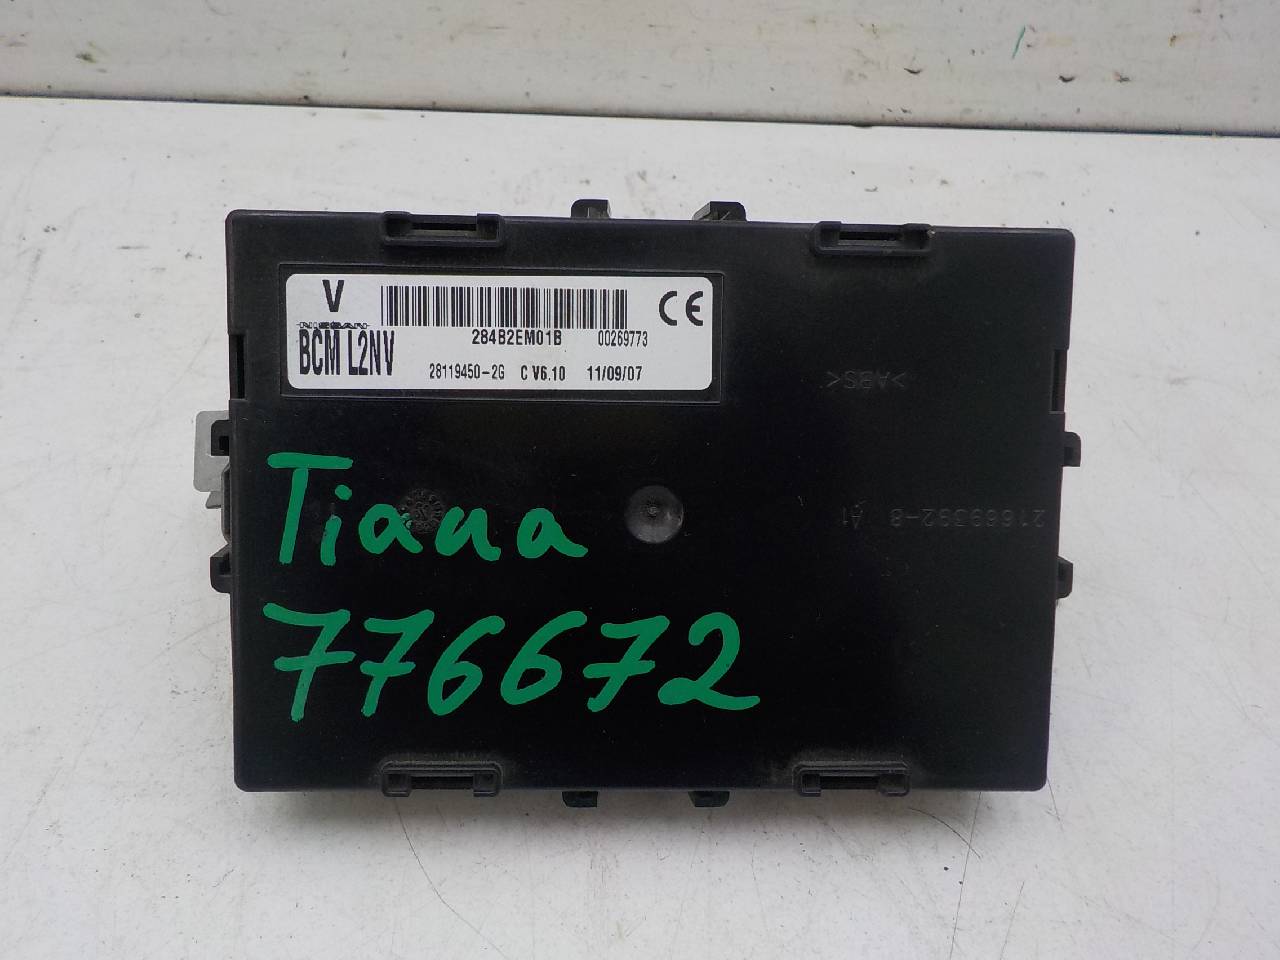 V
NISSAN
BCM L2NV
284B2EM01B 00269773
CE
28119450-2G C V6.10 11/09/07
>ABS<
21669392-8 A1
Tiana
776672